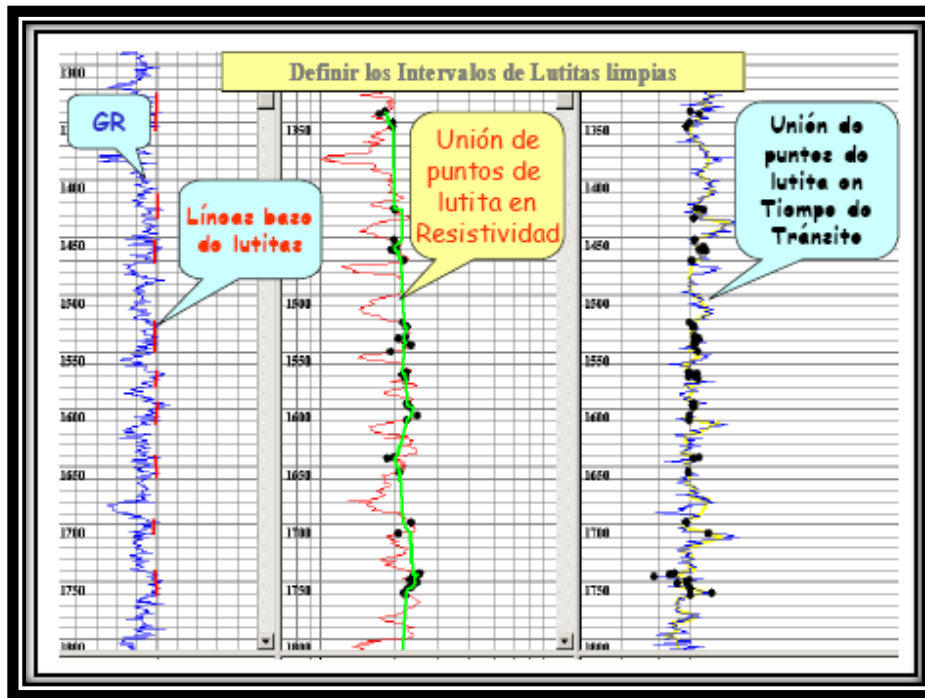 Definir los Intervalos de Lutitas limpias
GR
Líneas base
de lutitas
Unión de
puntos de
lutita en
Resistividad
Unión de
puntos de
lutita en
Tiempo de
Tránsito
1300
1400
1450
1500
1550
1600
1650
1700
1750
1800
1350
1400
1450
1500
1550
1600
1650
1700
1750
1800
1350
1400
1450
1500
1550
1600
1650
1700
1750
1800